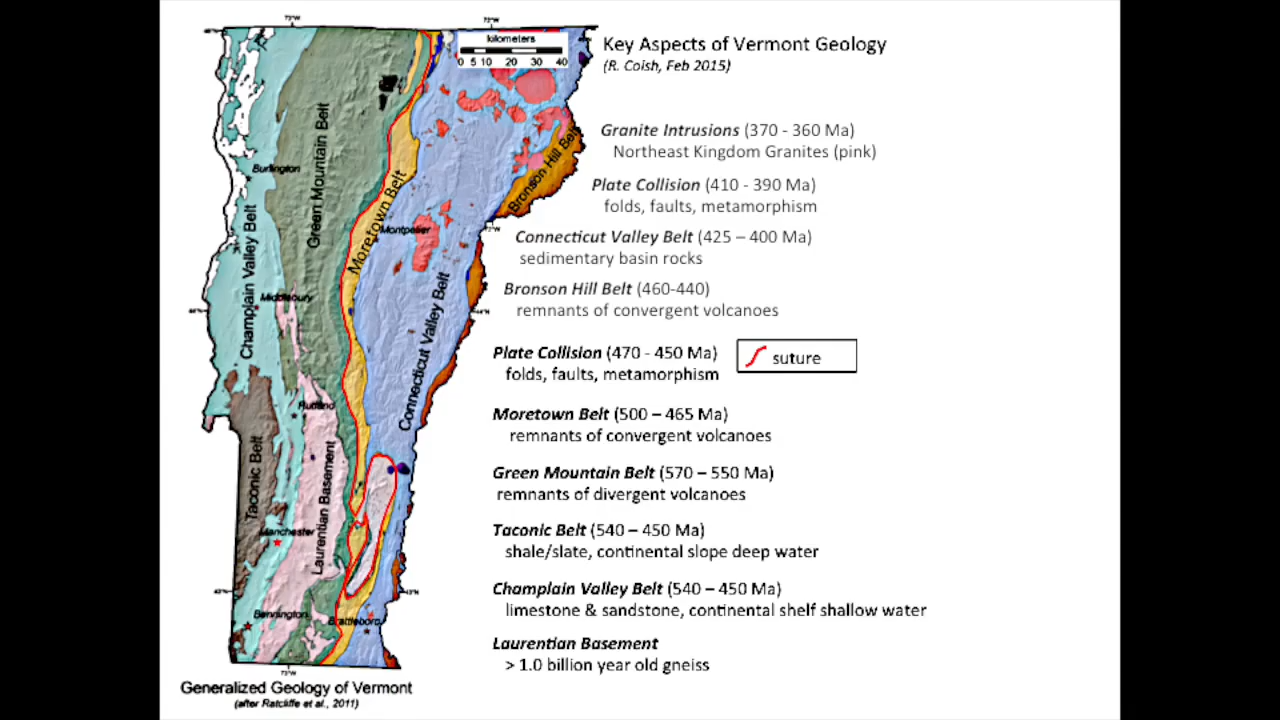 73°W
73°W
kilometers
0 5 10 20 30 40
Key Aspects of Vermont Geology
(R. Coish, Feb 2015)
Granite Intrusions (370 - 360 Ma)
Northeast Kingdom Granites (pink)
Plate Collision (410 - 390 Ma)
folds, faults, metamorphism
Connecticut Valley Belt (425 – 400 Ma)
sedimentary basin rocks
Bronson Hill Belt (460-440)
remnants of convergent volcanoes
Plate Collision (470 - 450 Ma)
folds, faults, metamorphism
suture
Moretown Belt (500 – 465 Ma)
remnants of convergent volcanoes
Green Mountain Belt (570 – 550 Ma)
remnants of divergent volcanoes
Taconic Belt (540 – 450 Ma)
shale/slate, continental slope deep water
Champlain Valley Belt (540 – 450 Ma)
limestone & sandstone, continental shelf shallow water
Laurentian Basement
> 1.0 billion year old gneiss
Burlington
Green Mountain Belt
Moretown Belt
Bronson Hill Belt
Montpelier
Champlain Valley Belt
Middlebury
Connecticut Valley Belt
Rutland
Taconic Belt
Laurentian Basement
Manchester
Bennington
Brattleboro
73°W
Generalized Geology of Vermont
(after Ratcliffe et al., 2011)